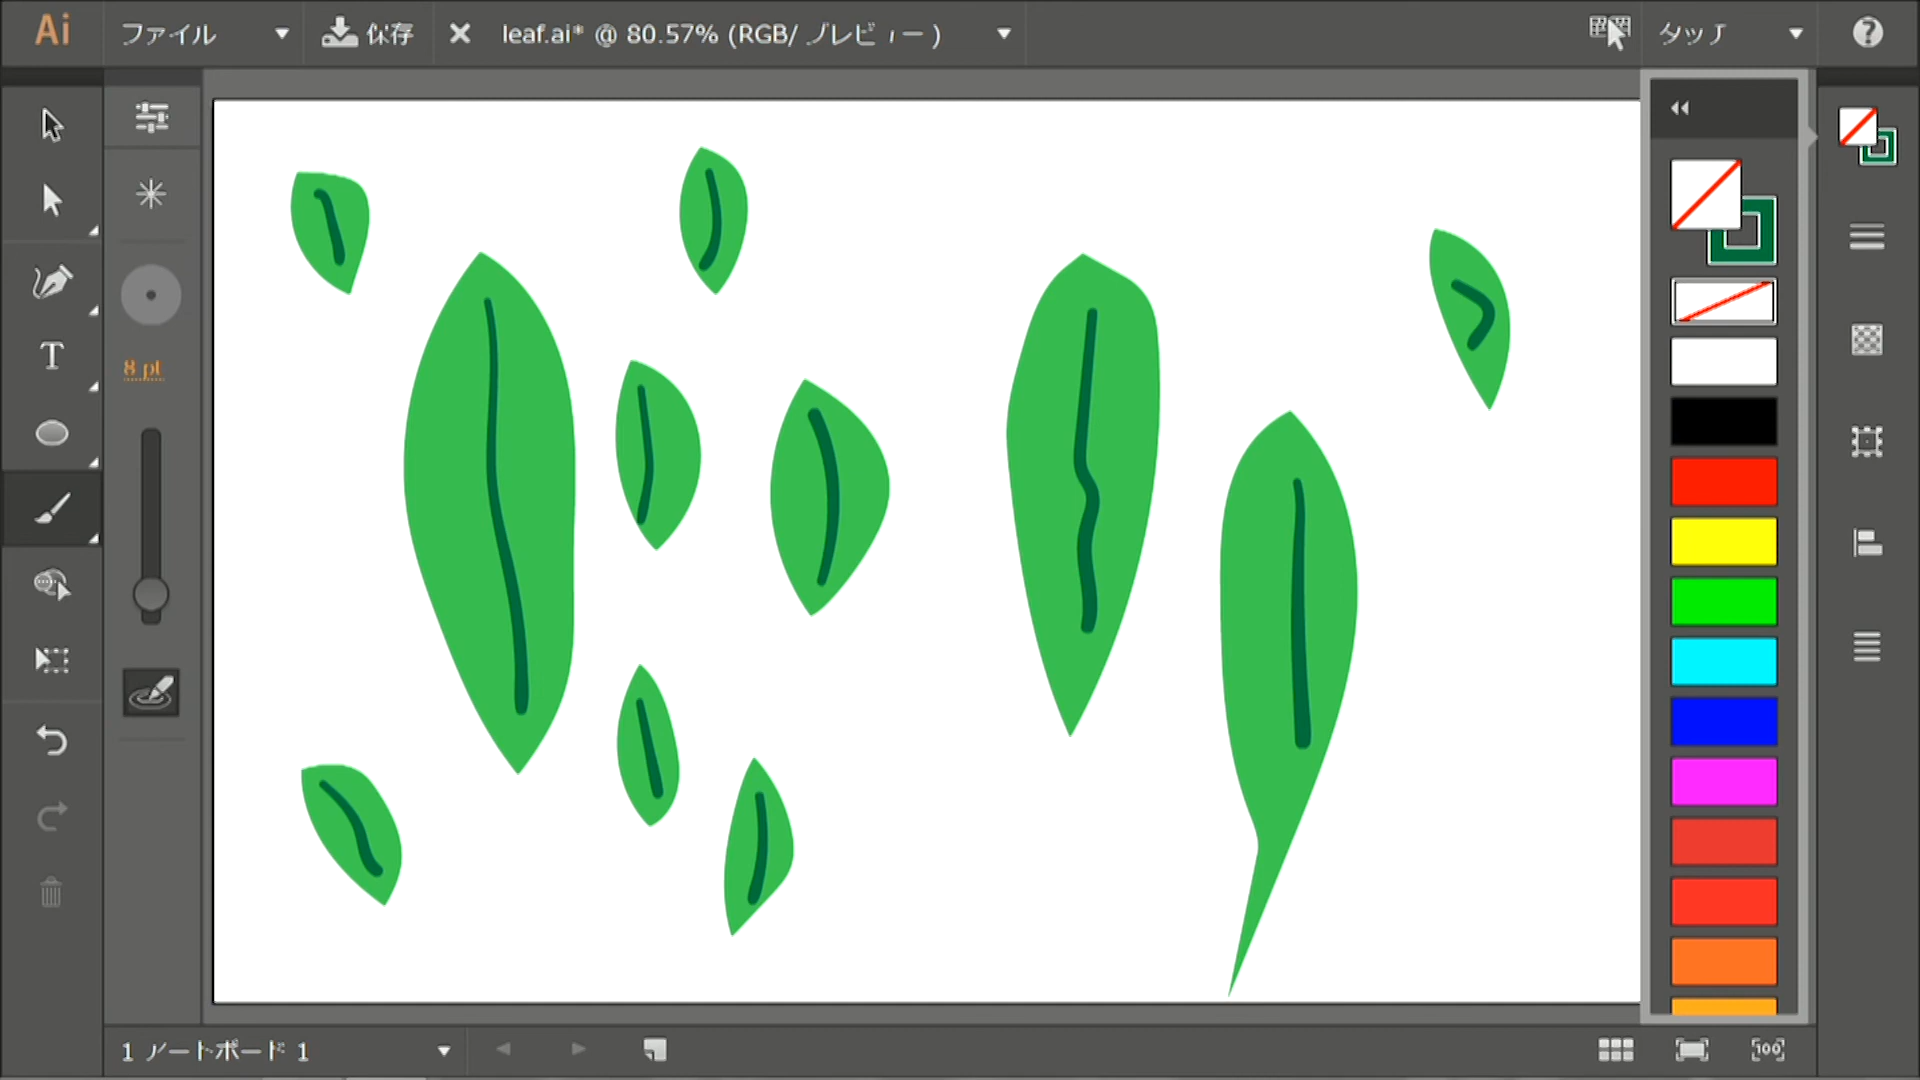 Ai
ファイル
保存
leaf.ai* @ 80.57% (RGB/ プレビュー )
タッチ
?
T
8 pt
1 アートボード 1
100